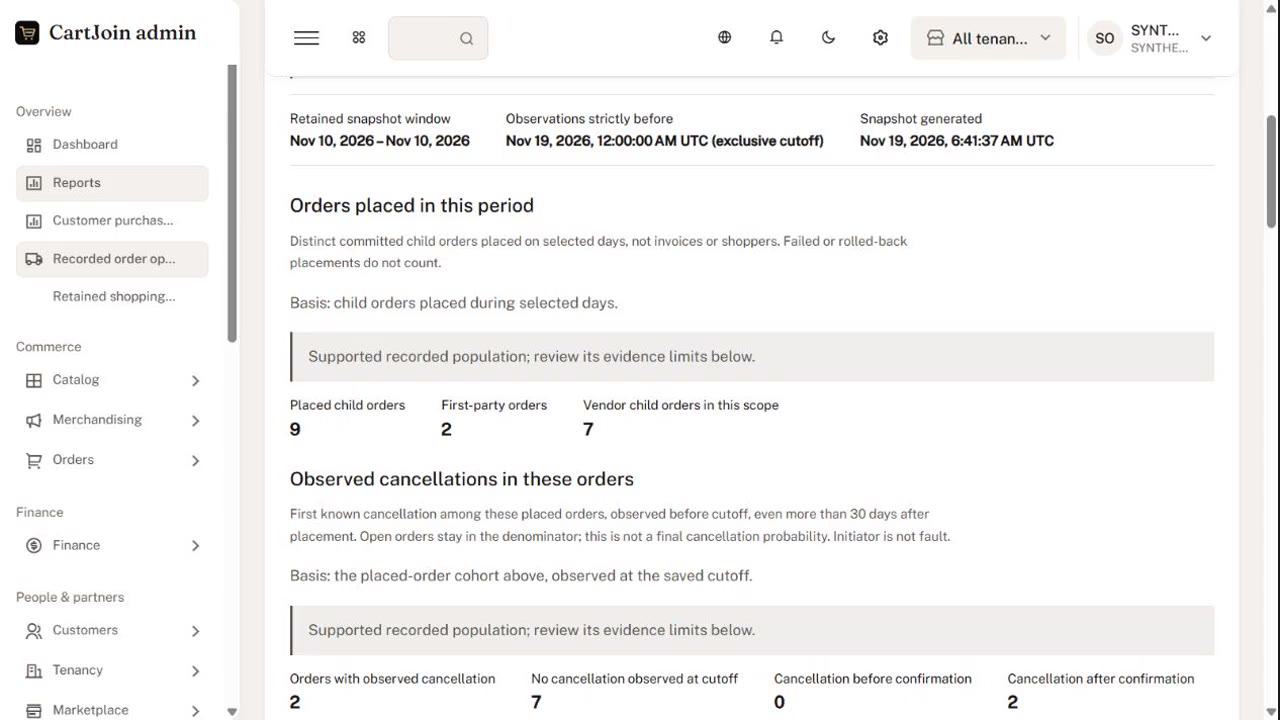 CartJoin admin
All tenan...
SO
SYNT...
SYNTHE...
Overview
Dashboard
Reports
Customer purchas...
Recorded order op...
Retained shopping...
Commerce
Catalog
Merchandising
Orders
Finance
Finance
People & partners
Customers
Tenancy
Marketplace
Retained snapshot window
Nov 10, 2026 – Nov 10, 2026
Observations strictly before
Nov 19, 2026, 12:00:00 AM UTC (exclusive cutoff)
Snapshot generated
Nov 19, 2026, 6:41:37 AM UTC
Orders placed in this period
Distinct committed child orders placed on selected days, not invoices or shoppers. Failed or rolled-back
placements do not count.
Basis: child orders placed during selected days.
Supported recorded population; review its evidence limits below.
Placed child orders
9
First-party orders
2
Vendor child orders in this scope
7
Observed cancellations in these orders
First known cancellation among these placed orders, observed before cutoff, even more than 30 days after
placement. Open orders stay in the denominator; this is not a final cancellation probability. Initiator is not fault.
Basis: the placed-order cohort above, observed at the saved cutoff.
Supported recorded population; review its evidence limits below.
Orders with observed cancellation
2
No cancellation observed at cutoff
7
Cancellation before confirmation
0
Cancellation after confirmation
2